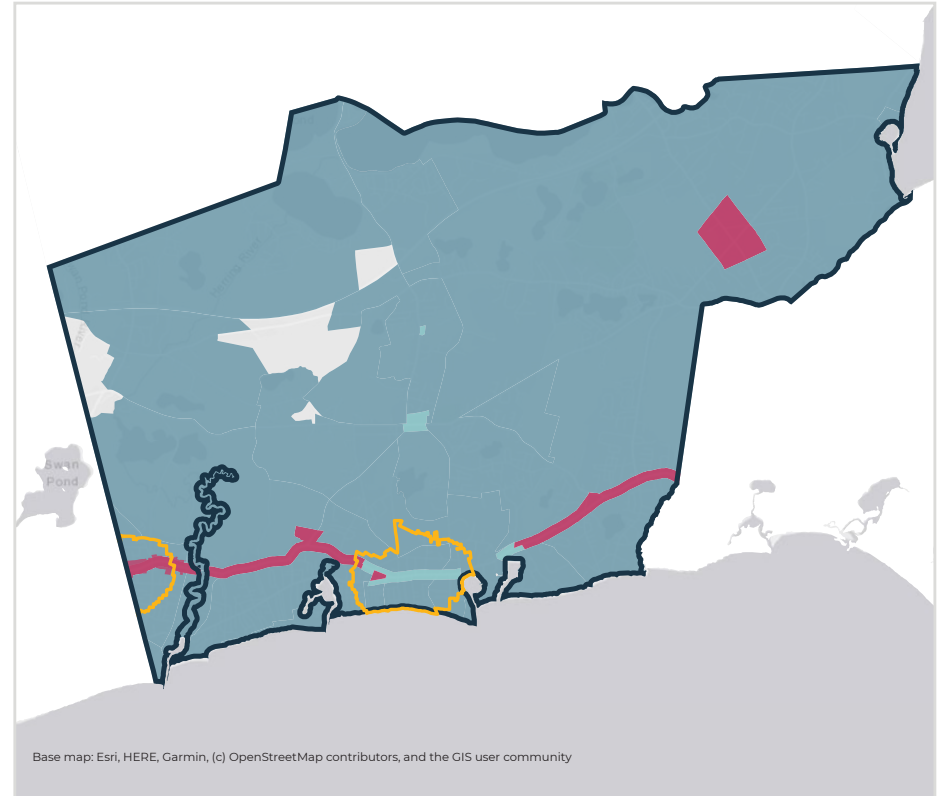 Swan
Pond
Base map: Esri, HERE, Garmin, (c) OpenStreetMap contributors, and the GIS user community